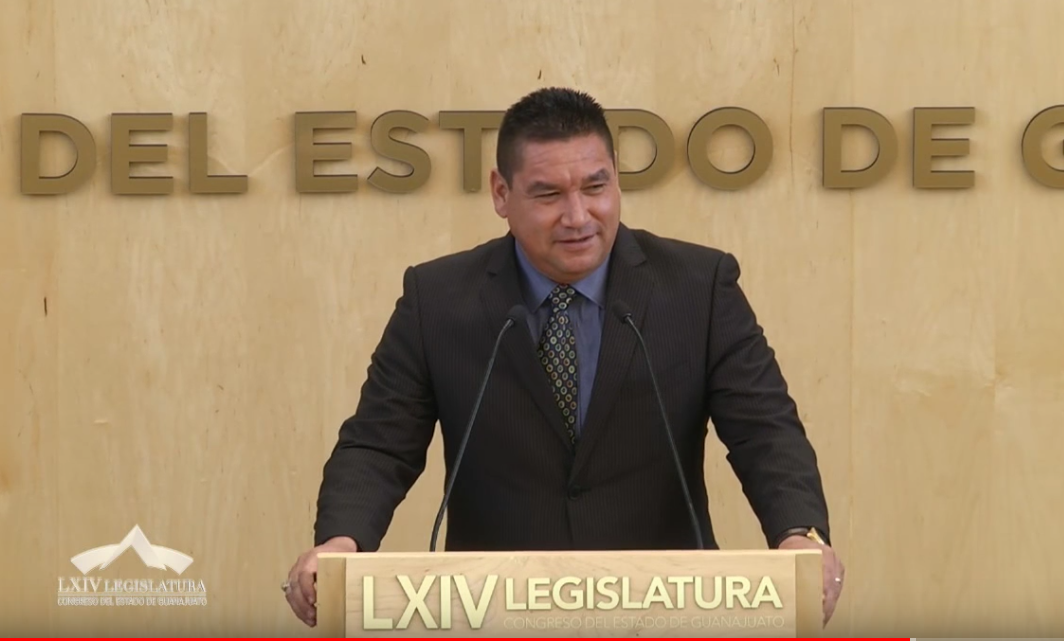 DEL ESTADO DE G
LXIV LEGISLATURA
CONGRESO DEL ESTADO DE GUANAJUATO
LXIV LEGISLATURA
CONGRESO DEL ESTADO DE GUANAJUATO